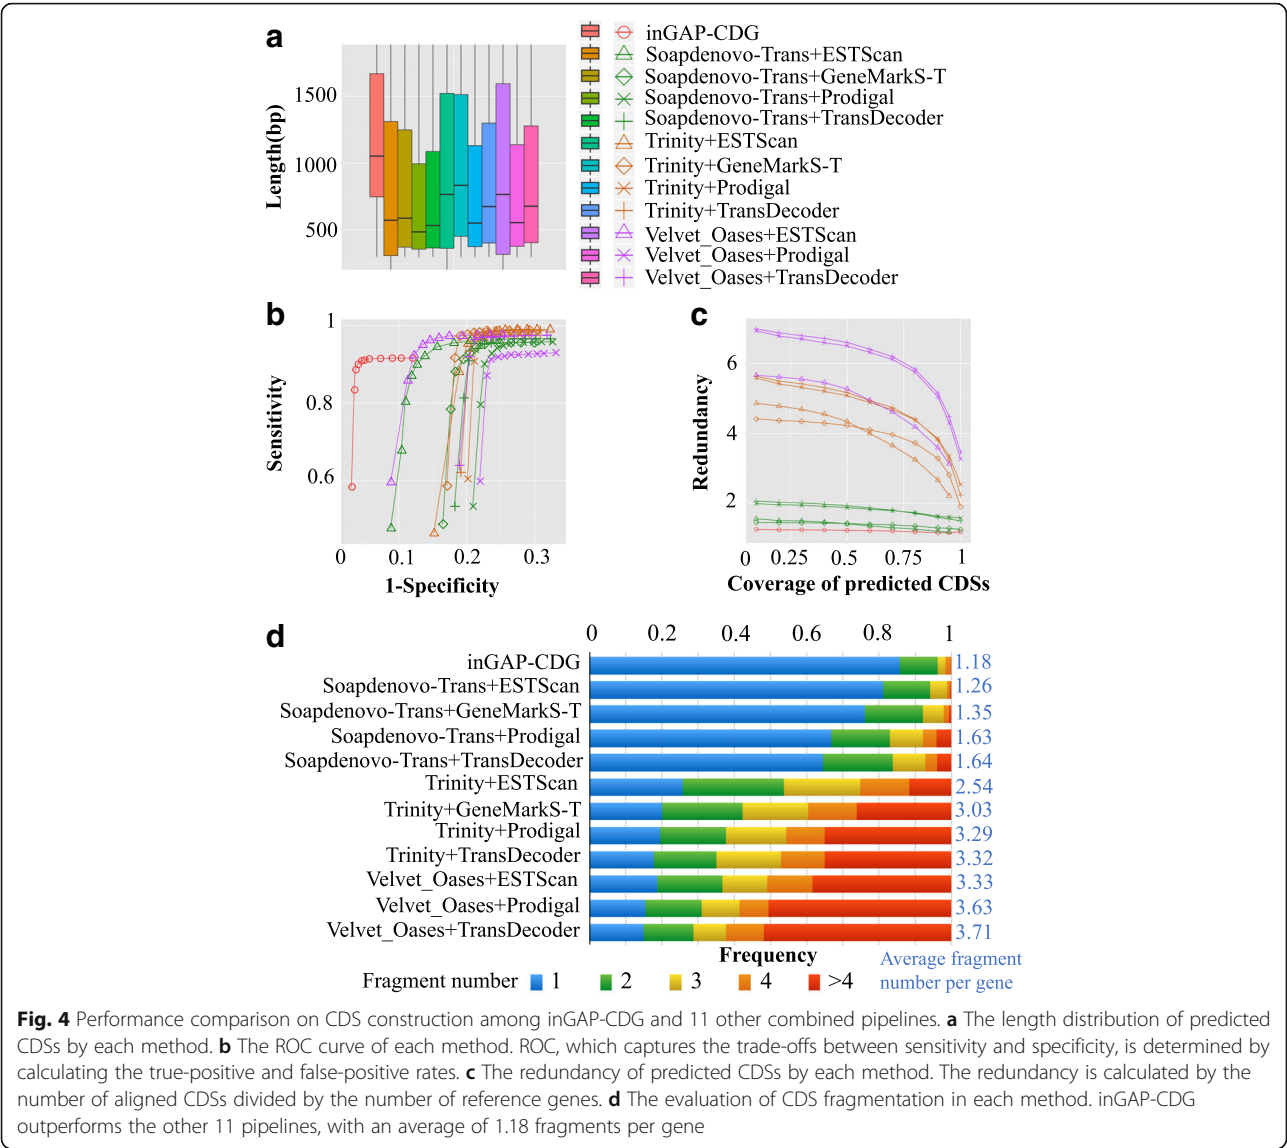 a
Length(bp)
1500
1000
500
inGAP-CDG
Soapdenovo-Trans+ESTScan
Soapdenovo-Trans+GeneMarkS-T
Soapdenovo-Trans+Prodigal
Soapdenovo-Trans+TransDecoder
Trinity+ESTScan
Trinity+GeneMarkS-T
Trinity+Prodigal
Trinity+TransDecoder
Velvet_Oases+ESTScan
Velvet_Oases+Prodigal
Velvet_Oases+TransDecoder
b
Sensitivity
1
0.8
0.6
0 0.1 0.2 0.3
1-Specificity
c
Redundancy
6
4
2
0 0.25 0.5 0.75 1
Coverage of predicted CDSs
d
0 0.2 0.4 0.6 0.8 1
inGAP-CDG 1.18
Soapdenovo-Trans+ESTScan 1.26
Soapdenovo-Trans+GeneMarkS-T 1.35
Soapdenovo-Trans+Prodigal 1.63
Soapdenovo-Trans+TransDecoder 1.64
Trinity+ESTScan 2.54
Trinity+GeneMarkS-T 3.03
Trinity+Prodigal 3.29
Trinity+TransDecoder 3.32
Velvet_Oases+ESTScan 3.33
Velvet_Oases+Prodigal 3.63
Velvet_Oases+TransDecoder 3.71
Frequency
Average fragment
number per gene
Fragment number 1 2 3 4 >4
Fig. 4 Performance comparison on CDS construction among inGAP-CDG and 11 other combined pipelines. a The length distribution of predicted
CDSs by each method. b The ROC curve of each method. ROC, which captures the trade-offs between sensitivity and specificity, is determined by
calculating the true-positive and false-positive rates. c The redundancy of predicted CDSs by each method. The redundancy is calculated by the
number of aligned CDSs divided by the number of reference genes. d The evaluation of CDS fragmentation in each method. inGAP-CDG
outperforms the other 11 pipelines, with an average of 1.18 fragments per gene